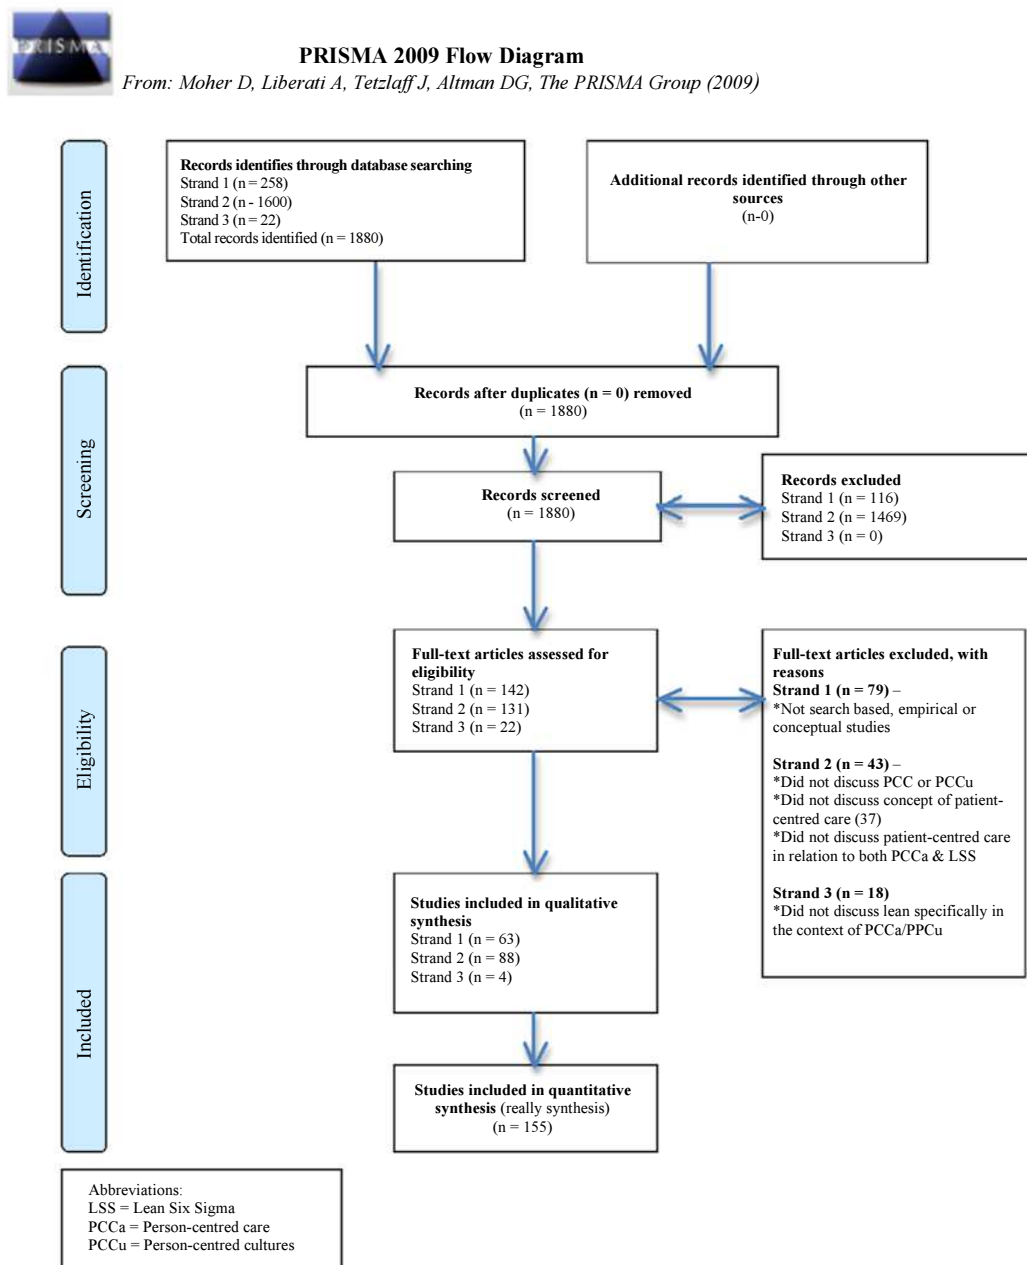 PRISMA
PRISMA 2009 Flow Diagram
From: Moher D, Liberati A, Tetzlaff J, Altman DG, The PRISMA Group (2009)
Identification
Records identifies through database searching
Strand 1 (n = 258)
Strand 2 (n - 1600)
Strand 3 (n = 22)
Total records identified (n = 1880)
Additional records identified through other
sources
(n-0)
Screening
Records after duplicates (n = 0) removed
(n = 1880)
Records screened
(n = 1880)
Records excluded
Strand 1 (n = 116)
Strand 2 (n = 1469)
Strand 3 (n = 0)
Eligibility
Full-text articles assessed for
eligibility
Strand 1 (n = 142)
Strand 2 (n = 131)
Strand 3 (n = 22)
Full-text articles excluded, with
reasons
Strand 1 (n = 79) –
*Not search based, empirical or
conceptual studies
Strand 2 (n = 43) –
*Did not discuss PCC or PCCu
*Did not discuss concept of patient-
centred care (37)
*Did not discuss patient-centred care
in relation to both PCCa & LSS
Strand 3 (n = 18)
*Did not discuss lean specifically in
the context of PCCa/PPCu
Included
Studies included in qualitative
synthesis
Strand 1 (n = 63)
Strand 2 (n = 88)
Strand 3 (n = 4)
Studies included in quantitative
synthesis (really synthesis)
(n = 155)
Abbreviations:
LSS = Lean Six Sigma
PCCa = Person-centred care
PCCu = Person-centred cultures